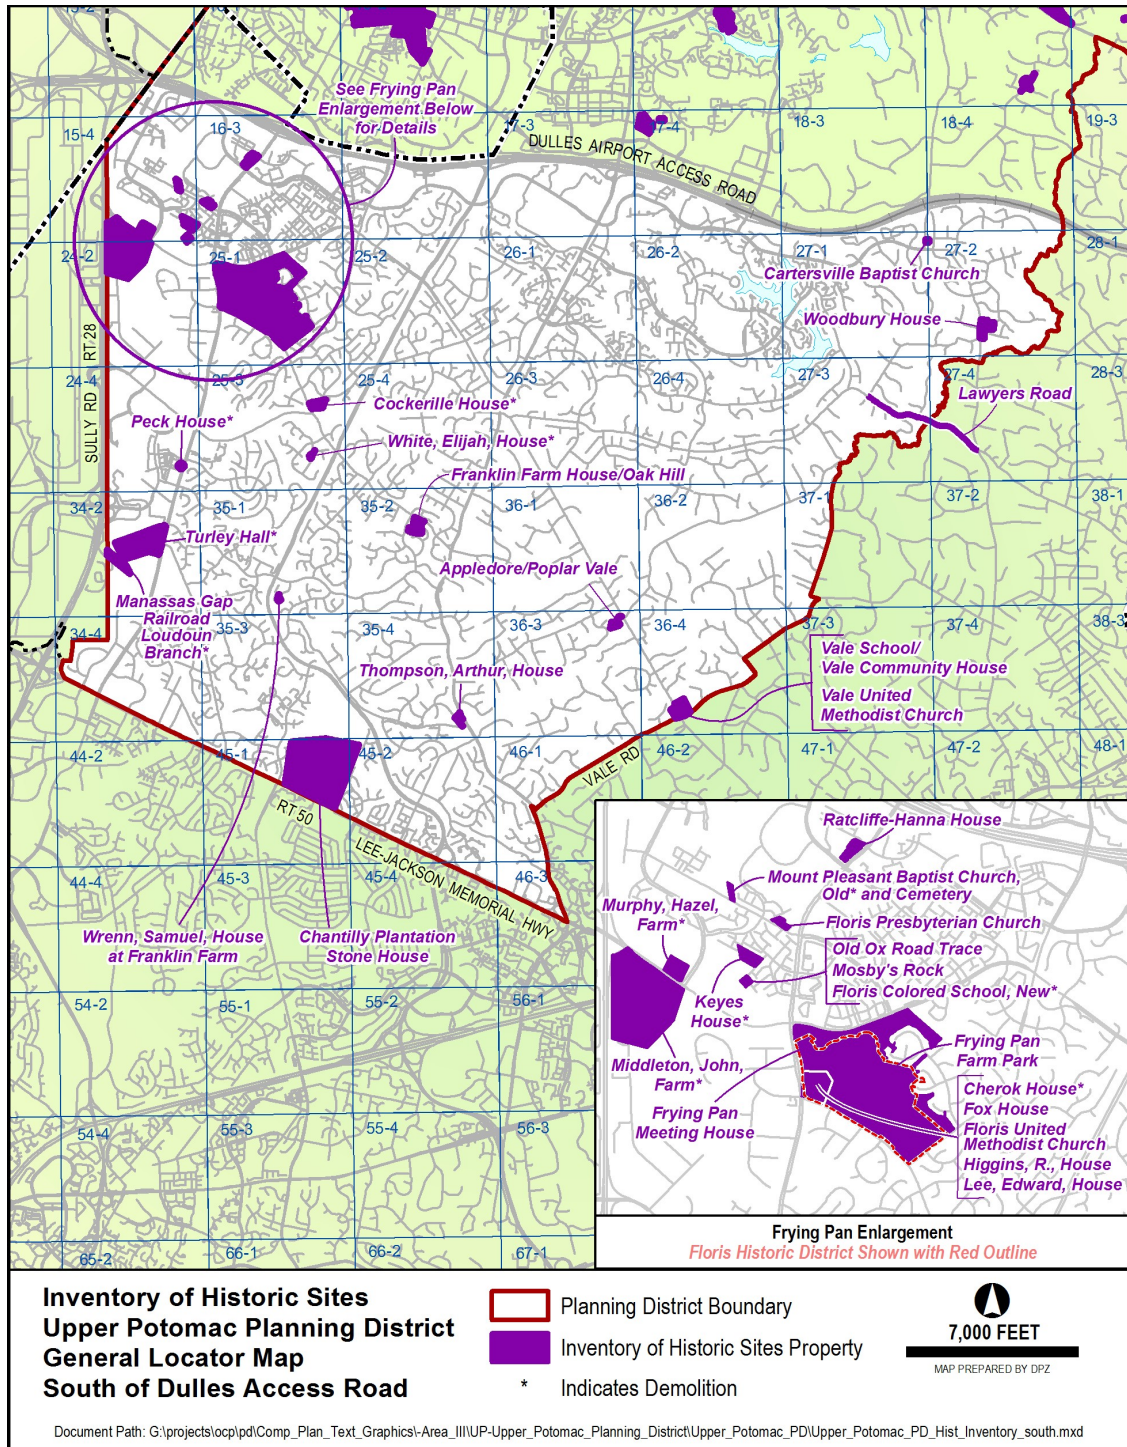 15-4
16-3
18-3
18-4
19-3
See Frying Pan
Enlargement Below
for Details
DULLES AIRPORT ACCESS ROAD
24-2
25-1
25-2
26-1
26-2
27-1
27-2
28-1
Cartersville Baptist Church
Woodbury House
SULLY RD RT 28
24-4
25-3
25-4
26-3
26-4
27-3
27-4
28-3
Lawyers Road
Peck House*
Cockerille House*
White, Elijah, House*
Franklin Farm House/Oak Hill
34-2
35-1
35-2
36-1
36-2
37-1
37-2
38-1
Turley Hall*
Appledore/Poplar Vale
Manassas Gap
Railroad
Loudoun
Branch*
34-4
35-3
35-4
36-3
36-4
37-3
37-4
38-3
Thompson, Arthur, House
Vale School/
Vale Community House
Vale United
Methodist Church
44-2
45-1
45-2
46-1
46-2
47-1
47-2
48-1
VALE RD
RT 50
LEE-JACKSON MEMORIAL HWY
44-4
45-3
45-4
46-3
Wrenn, Samuel, House
at Franklin Farm
Chantilly Plantation
Stone House
54-2
55-1
55-2
56-1
54-4
55-3
55-4
56-3
65-2
66-1
66-2
67-1
Ratcliffe-Hanna House
Mount Pleasant Baptist Church,
Old* and Cemetery
Murphy, Hazel,
Farm*
Floris Presbyterian Church
Old Ox Road Trace
Mosby's Rock
Floris Colored School, New*
Keyes
House*
Middleton, John,
Farm*
Frying Pan
Meeting House
Frying Pan
Farm Park
Cherok House*
Fox House
Floris United
Methodist Church
Higgins, R., House
Lee, Edward, House
Frying Pan Enlargement
Floris Historic District Shown with Red Outline
Inventory of Historic Sites
Upper Potomac Planning District
General Locator Map
South of Dulles Access Road
Planning District Boundary
Inventory of Historic Sites Property
* Indicates Demolition
7,000 FEET
MAP PREPARED BY DPZ
Document Path: G:\projects\ocp\pd\Comp_Plan_Text_Graphics\-Area_III\UP-Upper_Potomac_Planning_District\Upper_Potomac_PD\Upper_Potomac_PD_Hist_Inventory_south.mxd